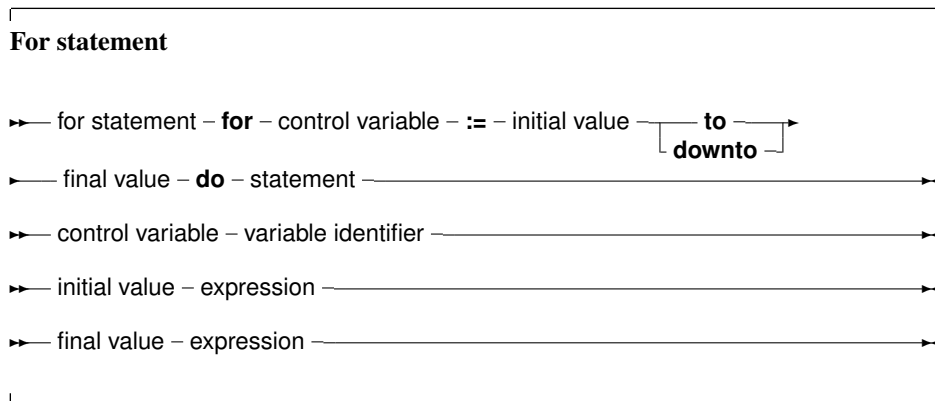 For statement
for statement – for – control variable – := – initial value – to –
downto –
final value – do – statement –
control variable – variable identifier –
initial value – expression –
final value – expression –